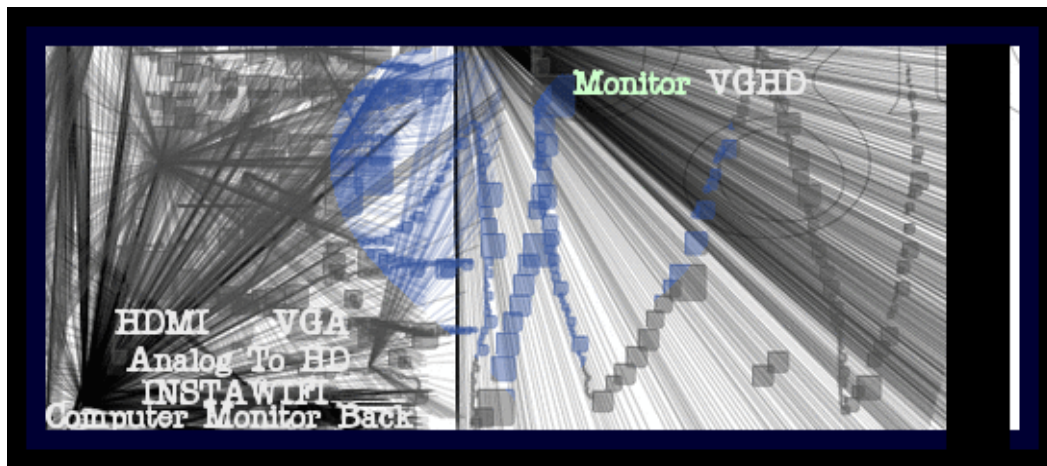 Monitor VGHD
HDMI VGA
Analog To HD
INSTAWIFI
Computer Monitor Back